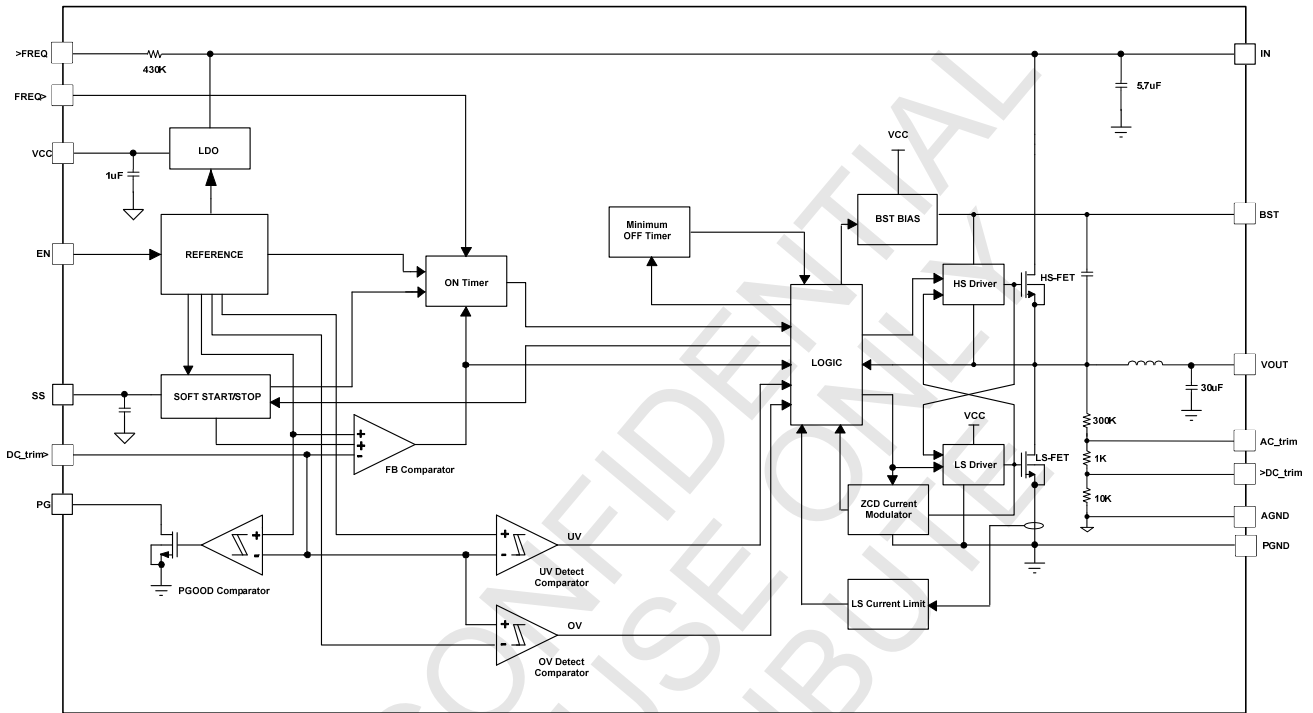 >FREQ
430K
IN
5,7uF
FREQ>
LDO
VCC
1uF
VCC
BST BIAS
BST
Minimum
OFF Timer
EN
REFERENCE
ON Timer
HS Driver
HS-FET
LOGIC
VOUT
30uF
SS
SOFT START/STOP
VCC
300K
AC_trim
DC_trim>
+
+
-
FB Comparator
LS Driver
LS-FET
1K
>DC_trim
10K
PG
ZCD Current
Modulator
AGND
+
-
PGOOD Comparator
+
-
UV
UV Detect
Comparator
PGND
LS Current Limit
+
-
OV
OV Detect
Comparator
CONFIDENTIAL
USE ONLY
IBUTE